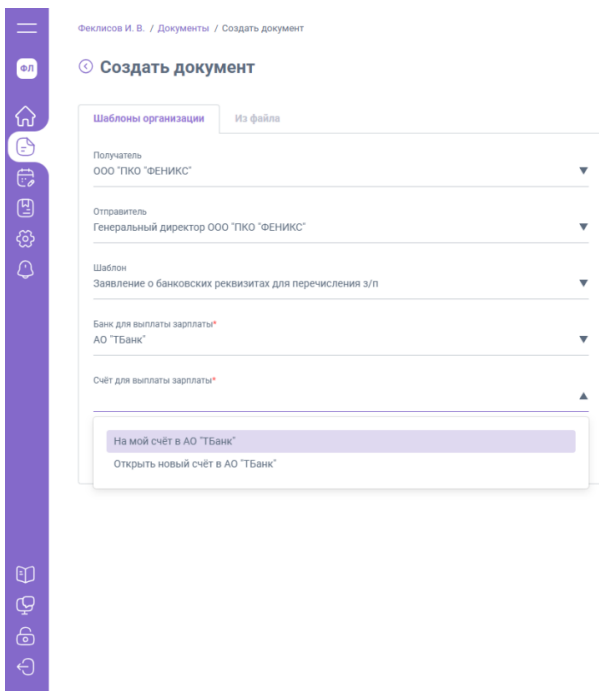 Феклисов И. В. / Документы / Создать документ
ФЛ
Создать документ
Шаблоны организации Из файла
Получатель
ООО "ПКО "ФЕНИКС"
Отправитель
Генеральный директор ООО "ПКО "ФЕНИКС"
Шаблон
Заявление о банковских реквизитах для перечисления з/п
Банк для выплаты зарплаты*
АО "ТБанк"
Счёт для выплаты зарплаты*
На мой счёт в АО "ТБанк"
Открыть новый счёт в АО "ТБанк"